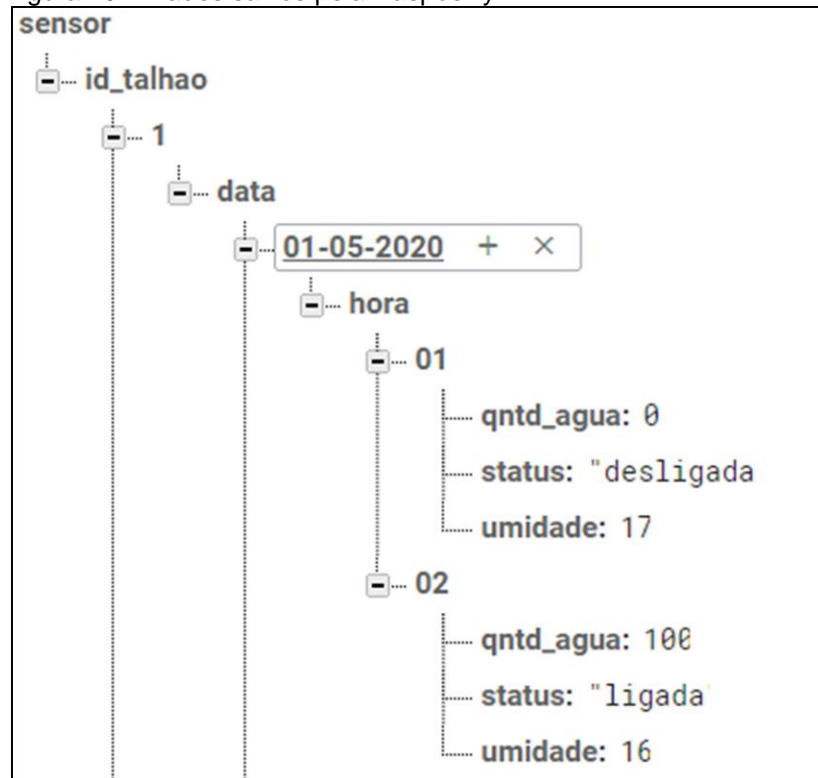 sensor
id_talhao
1
data
01-05-2020 + ×
hora
01
qntd_agua: 0
status: "desligada
umidade: 17
02
qntd_agua: 100
status: "ligada"
umidade: 16